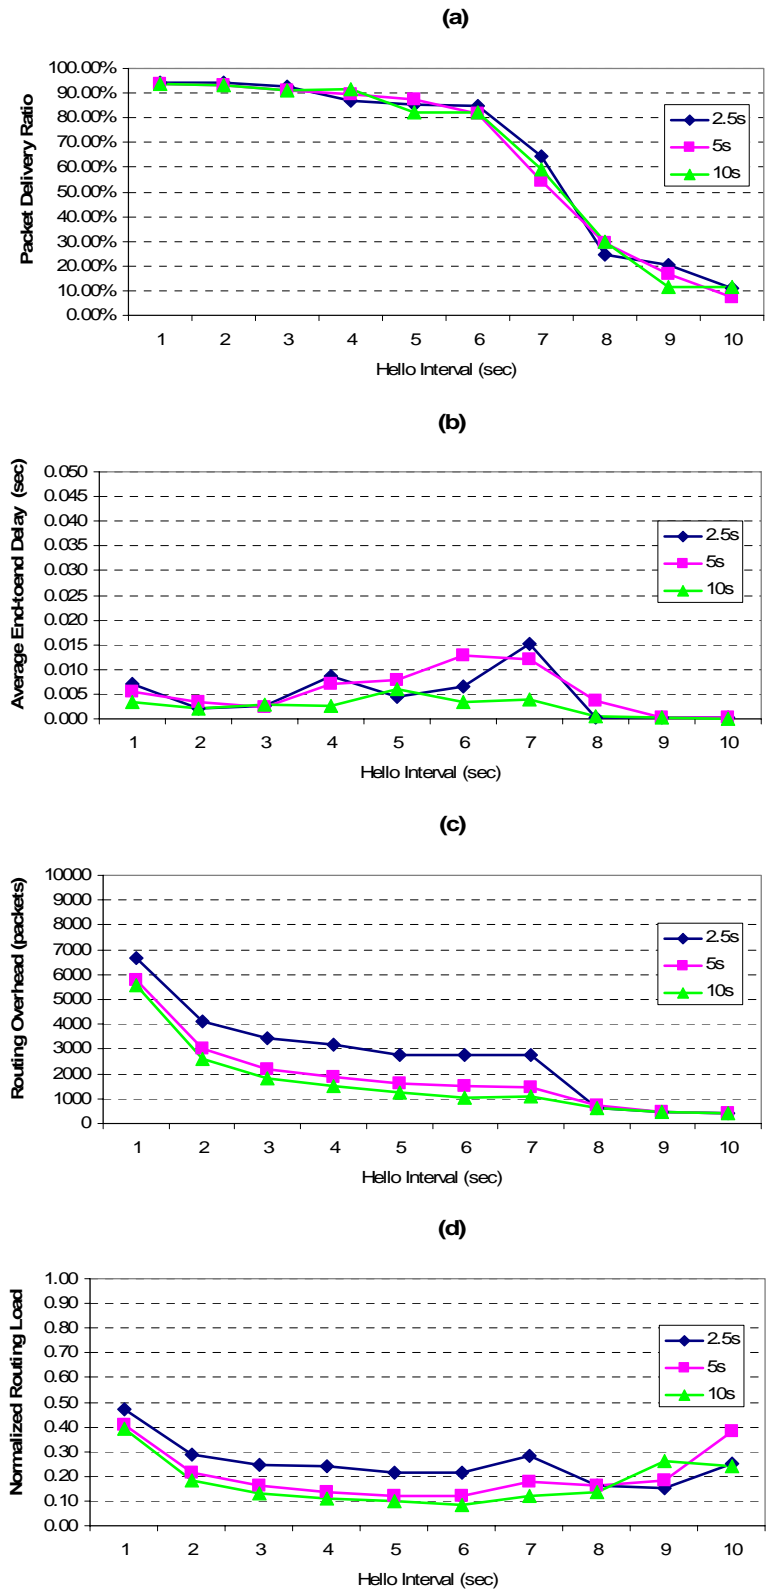 (a)
Packet Delivery Ratio
100.00%
90.00%
80.00%
70.00%
60.00%
50.00%
40.00%
30.00%
20.00%
10.00%
0.00%
2.5s
5s
10s
1 2 3 4 5 6 7 8 9 10
Hello Interval (sec)
(b)
Average End-toend Delay (sec)
0.050
0.045
0.040
0.035
0.030
0.025
0.020
0.015
0.010
0.005
0.000
2.5s
5s
10s
1 2 3 4 5 6 7 8 9 10
Hello Interval (sec)
(c)
Routing Overhead (packets)
10000
9000
8000
7000
6000
5000
4000
3000
2000
1000
0
2.5s
5s
10s
1 2 3 4 5 6 7 8 9 10
Hello Interval (sec)
(d)
Normalized Routing Load
1.00
0.90
0.80
0.70
0.60
0.50
0.40
0.30
0.20
0.10
0.00
2.5s
5s
10s
1 2 3 4 5 6 7 8 9 10
Hello Interval (sec)